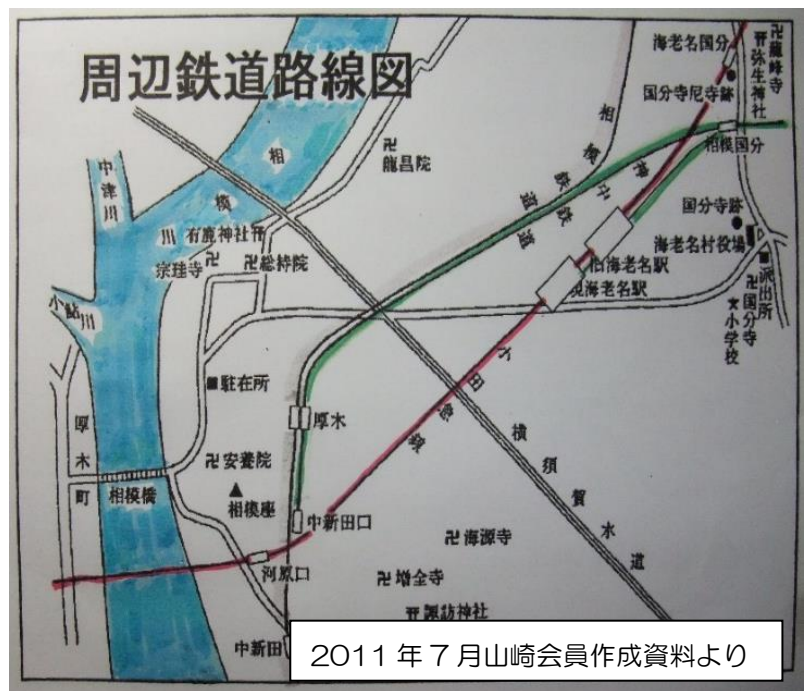 周辺鉄道路線図
海老名国分
国分寺尼寺跡
卍龍峰寺
弥生神社
相模国分
国分寺跡
海老名村役場
派出所
卍国分寺
文小学校
旧海老名駅
現海老名駅
相模鉄道
神中鉄道
卍龍昌院
中津川
相模川
有鹿神社
宗珪寺
卍総持院
小鮎川
駐在所
厚木町
厚木
卍安養院
相模座
相模橋
中新田口
河原口
小田急線
横須賀水道
卍海源寺
卍増全寺
諏訪神社
中新田
2011年7月山崎会員作成資料より